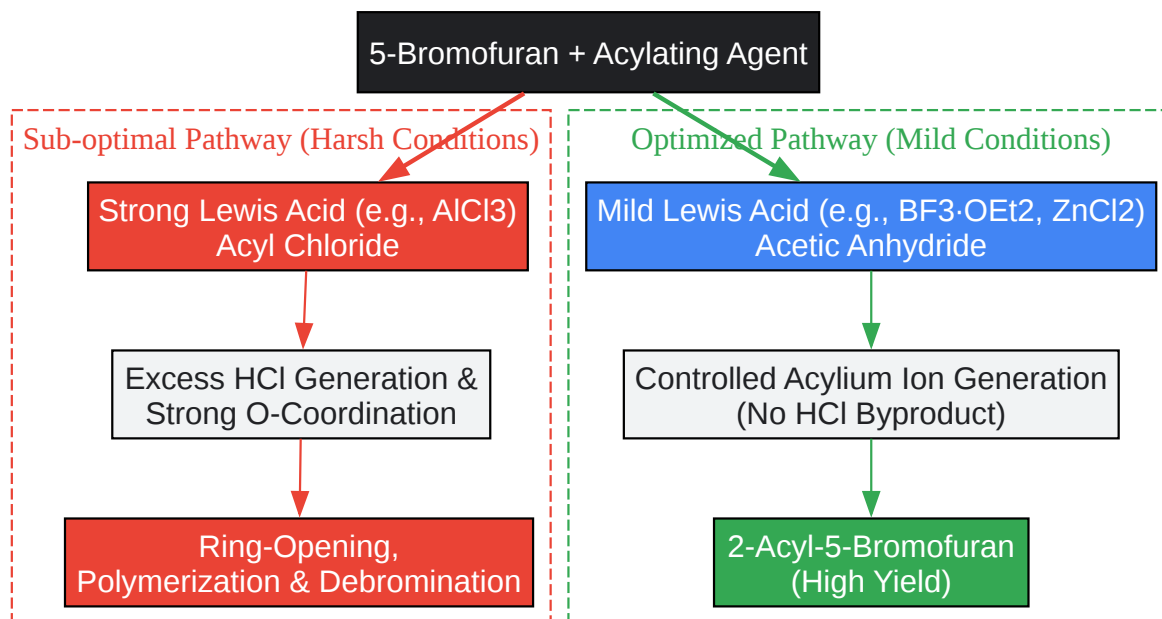 5-Bromofuran + Acylating Agent
Sub-optimal Pathway (Harsh Conditions)
Strong Lewis Acid (e.g., AlCl3)
Acyl Chloride
Excess HCl Generation &
Strong O-Coordination
Ring-Opening,
Polymerization & Debromination
Optimized Pathway (Mild Conditions)
Mild Lewis Acid (e.g., BF3·OEt2, ZnCl2)
Acetic Anhydride
Controlled Acylium Ion Generation
(No HCl Byproduct)
2-Acyl-5-Bromofuran
(High Yield)